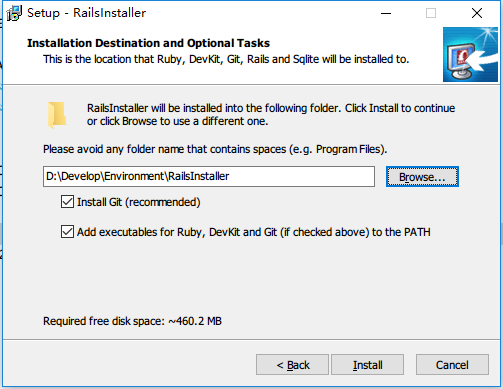 Setup - RailsInstaller
Installation Destination and Optional Tasks
This is the location that Ruby, DevKit, Git, Rails and Sqlite will be installed to.
RailsInstaller will be installed into the following folder. Click Install to continue
or click Browse to use a different one.
Please avoid any folder name that contains spaces (e.g. Program Files).
D:\Develop\Environment\RailsInstaller
Browse...
Install Git (recommended)
Add executables for Ruby, DevKit and Git (if checked above) to the PATH
Required free disk space: ~460.2 MB
< Back
Install
Cancel